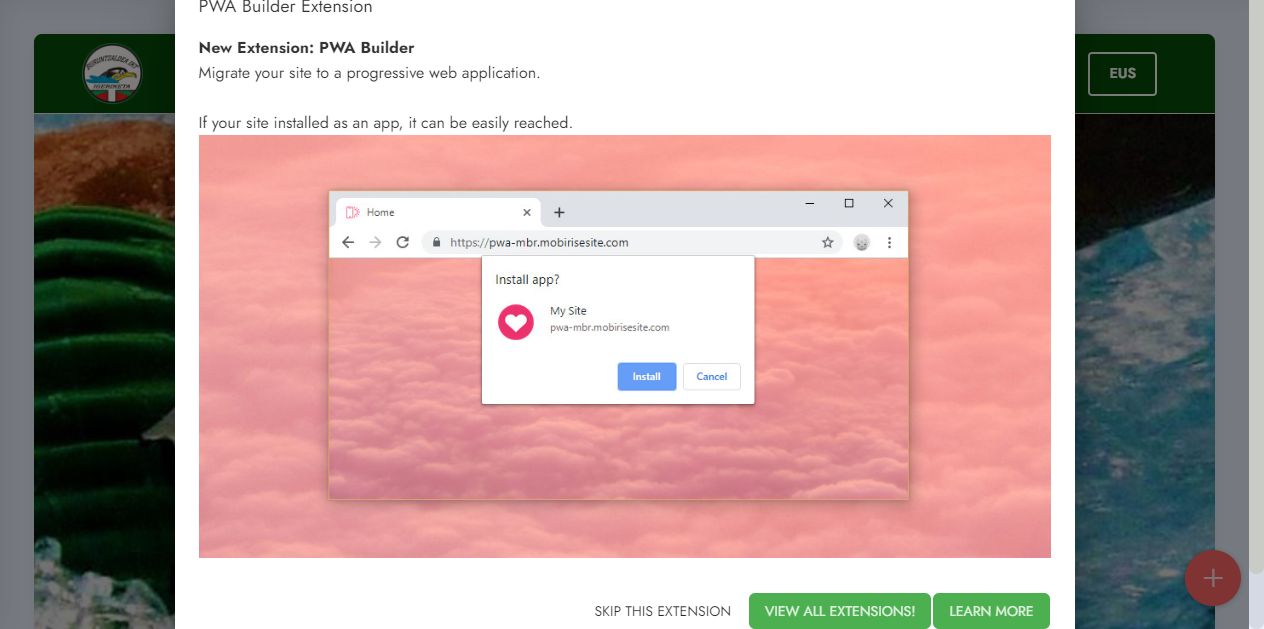 PWA Builder Extension
New Extension: PWA Builder
Migrate your site to a progressive web application.
If your site installed as an app, it can be easily reached.
EUS
Home
https://pwa-mbr.mobirisesite.com
Install app?
My Site
pwa-mbr.mobirisesite.com
Install Cancel
SKIP THIS EXTENSION VIEW ALL EXTENSIONS! LEARN MORE